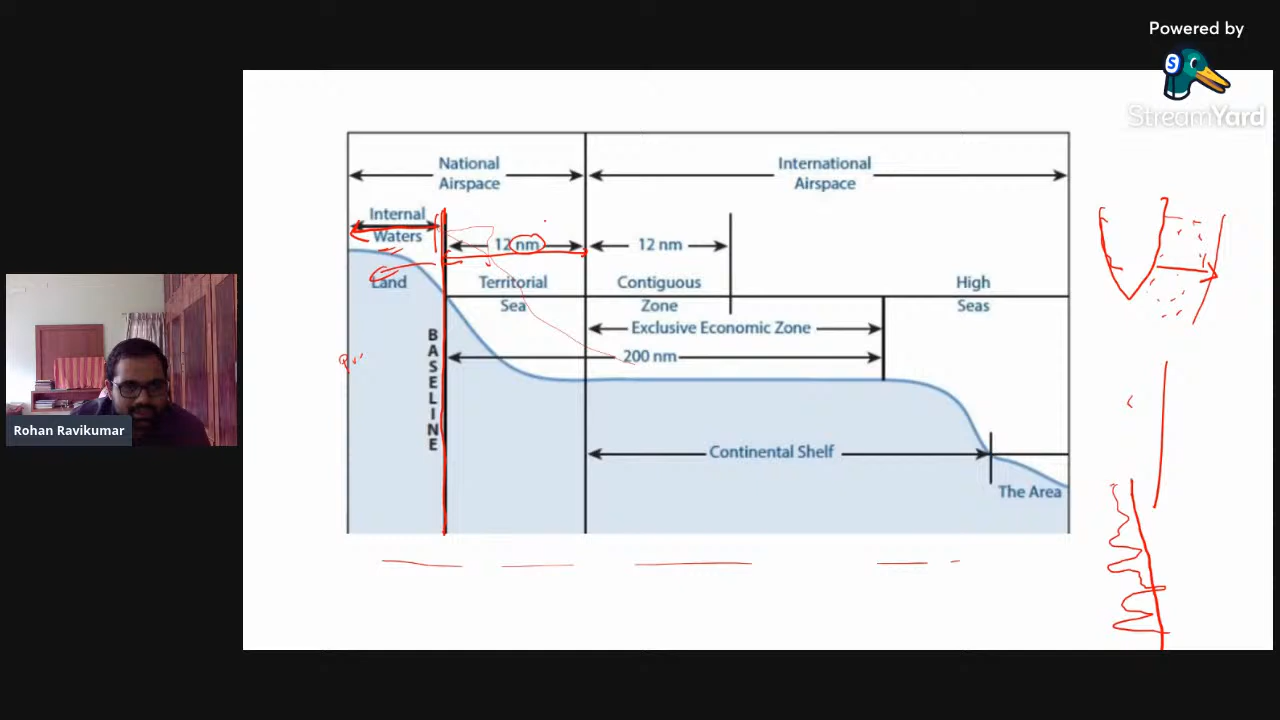 Powered by
StreamYard
National
Airspace
International
Airspace
Internal
Waters
12 nm
12 nm
Land
Territorial
Sea
Contiguous
Zone
High
Seas
Exclusive Economic Zone
200 nm
BASELINE
Continental Shelf
The Area
Rohan Ravikumar